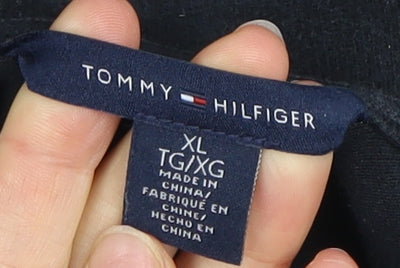 TOMMY HILFIGER
XL
TG/XG
MADE IN
CHINA/
FABRIQUÉ EN
CHINE/
HECHO EN
CHINA